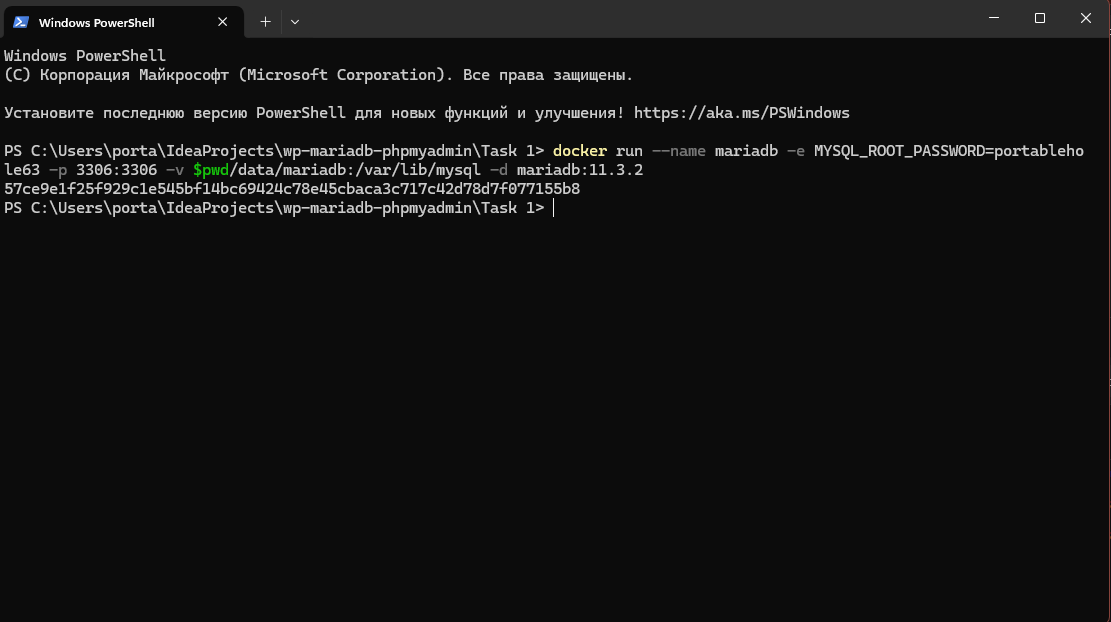 Windows PowerShell
Windows PowerShell
(C) Корпорация Майкрософт (Microsoft Corporation). Все права защищены.
Установите последнюю версию PowerShell для новых функций и улучшения! https://aka.ms/PSWindows
PS C:\Users\porta\IdeaProjects\wp-mariadb-phpmyadmin\Task 1> docker run --name mariadb -e MYSQL_ROOT_PASSWORD=portableho
le63 -p 3306:3306 -v $pwd/data/mariadb:/var/lib/mysql -d mariadb:11.3.2
57ce9e1f25f929c1e545bf14bc69424c78e45cbaca3c717c42d78d7f077155b8
PS C:\Users\porta\IdeaProjects\wp-mariadb-phpmyadmin\Task 1>